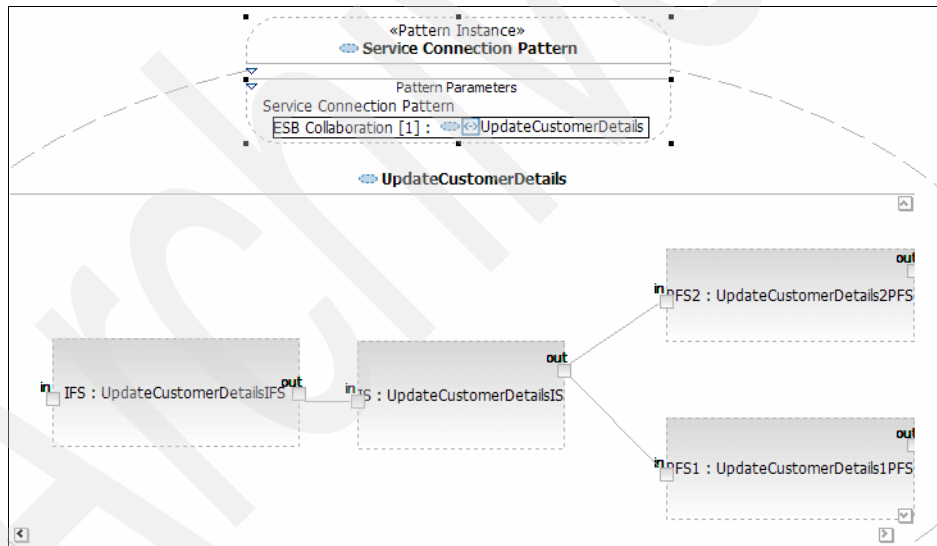 «Pattern Instance»
Service Connection Pattern
Pattern Parameters
Service Connection Pattern
ESB Collaboration [1] : UpdateCustomerDetails
UpdateCustomerDetails
out
in PFS2 : UpdateCustomerDetails2PFS
out
in IFS : UpdateCustomerDetailsIFS out
in IS : UpdateCustomerDetailsIS
out
in PFS1 : UpdateCustomerDetails1PFS